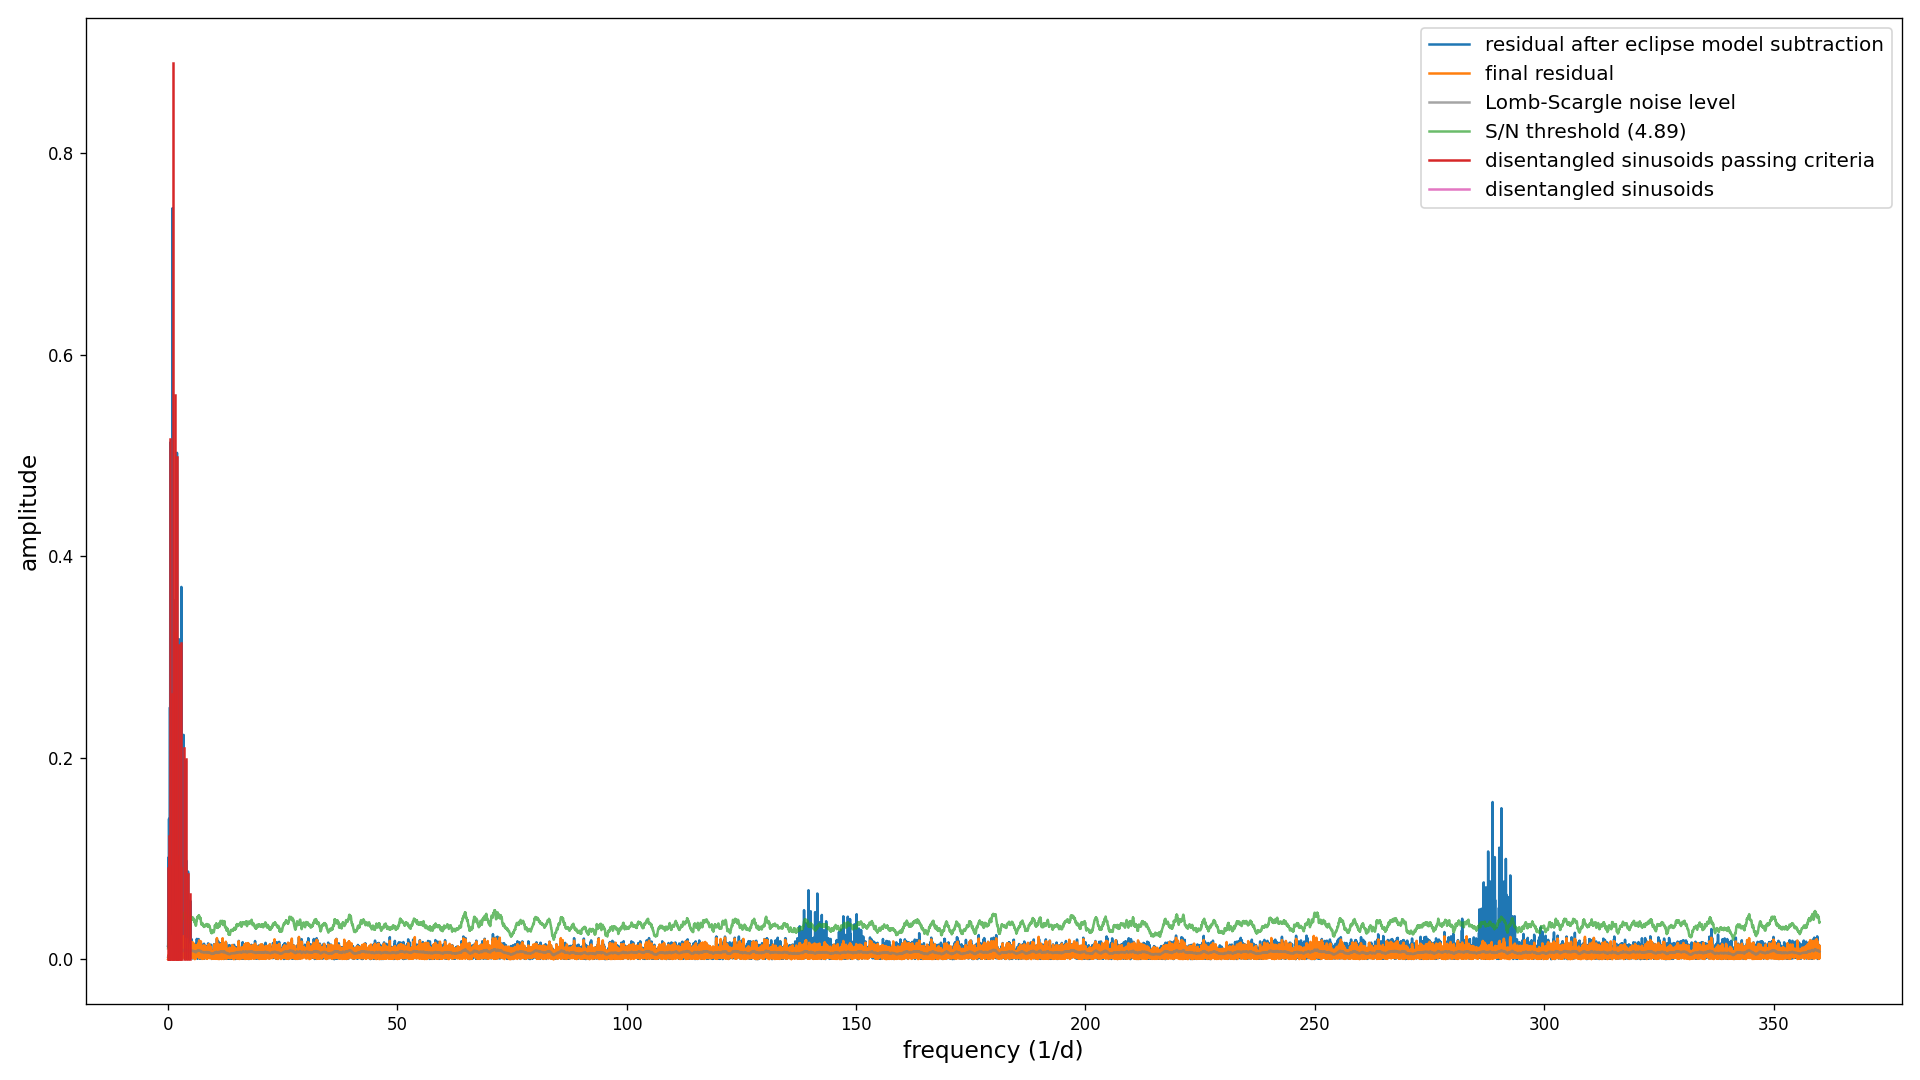 residual after eclipse model subtraction
final residual
Lomb-Scargle noise level
S/N threshold (4.89)
disentangled sinusoids passing criteria
disentangled sinusoids
amplitude
0.8
0.6
0.4
0.2
0.0
0 50 100 150 200 250 300 350
frequency (1/d)